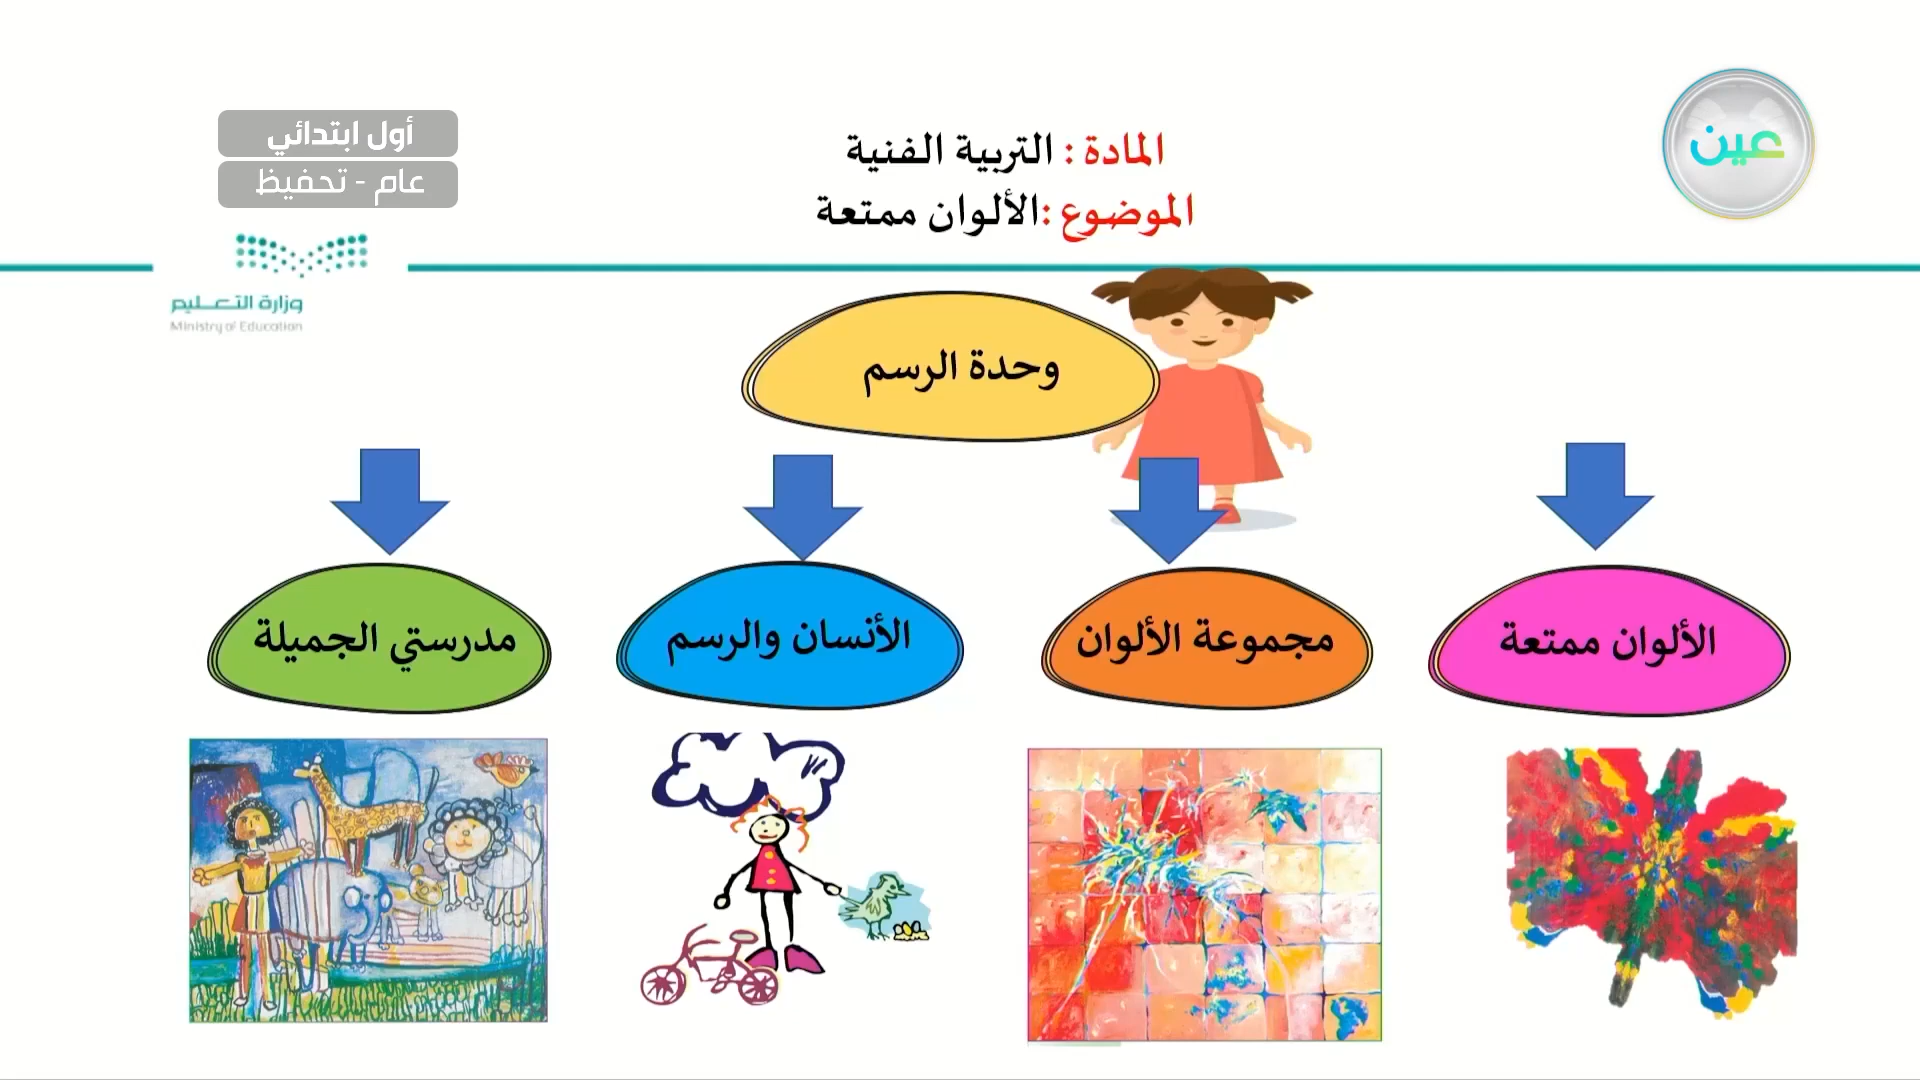 عين
المادة : التربية الفنية
الموضوع :الألوان ممتعة
أول ابتدائي
عام - تحفيظ
وزارة التعـــليم
Ministry of Education
وحدة الرسم
الألوان ممتعة
مجموعة الألوان
الأنسان والرسم
مدرستي الجميلة